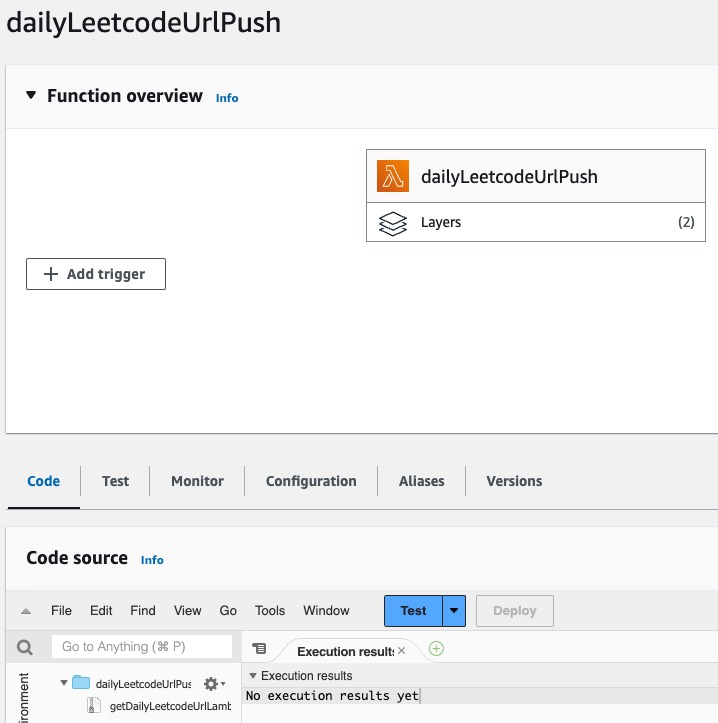 dailyLeetcodeUrlPush
Function overview Info
dailyLeetcodeUrlPush
Layers (2)
Add trigger
Code Test Monitor Configuration Aliases Versions
Code source Info
File Edit Find View Go Tools Window Test Deploy
Go to Anything (⌘ P)
Execution results
Execution results
dailyLeetcodeUrlPus
No execution results yet
getDailyLeetcodeUrlLamb
ironment